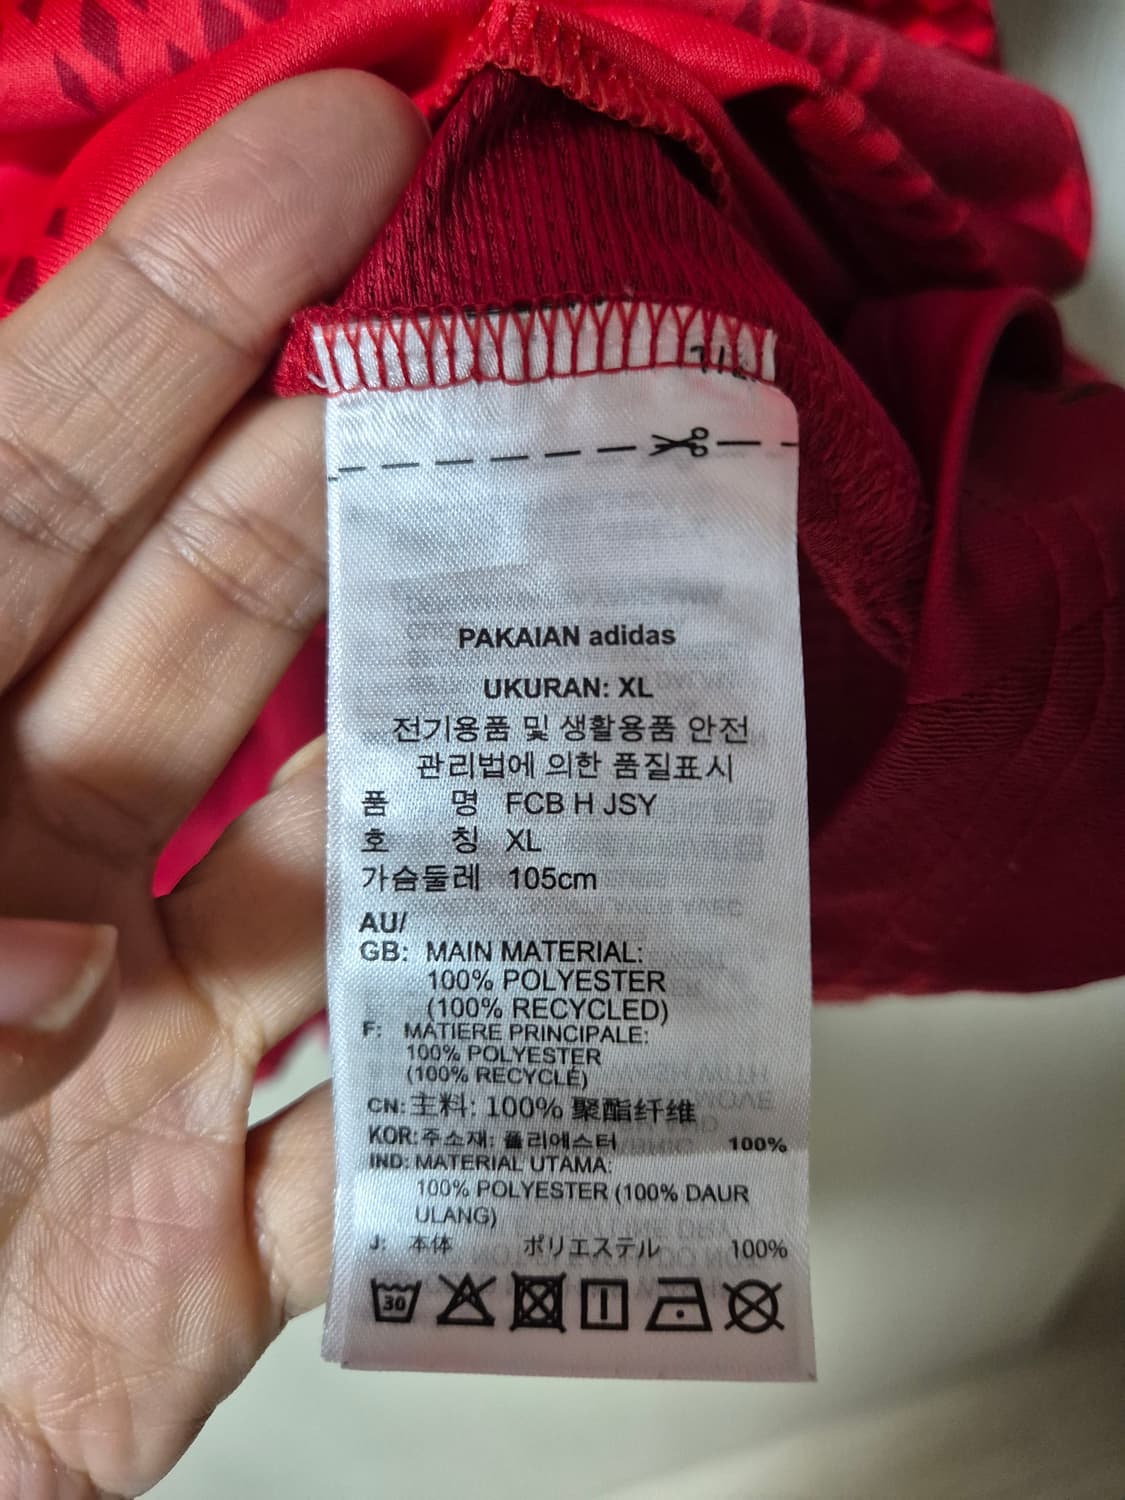 PAKAIAN adidas
UKURAN: XL
전기용품 및 생활용품 안전
관리법에 의한 품질표시
품 명 FCB H JSY
호 칭 XL
가슴둘레 105cm
AU/
GB: MAIN MATERIAL:
100% POLYESTER
(100% RECYCLED)
F: MATIERE PRINCIPALE:
100% POLYESTER
(100% RECYCLÉ)
CN: 主料: 100% 聚酯纤维
KOR: 주소재: 폴리에스터 100%
IND: MATERIAL UTAMA:
100% POLYESTER (100% DAUR
ULANG)
J: 本体 ポリエステル 100%
30